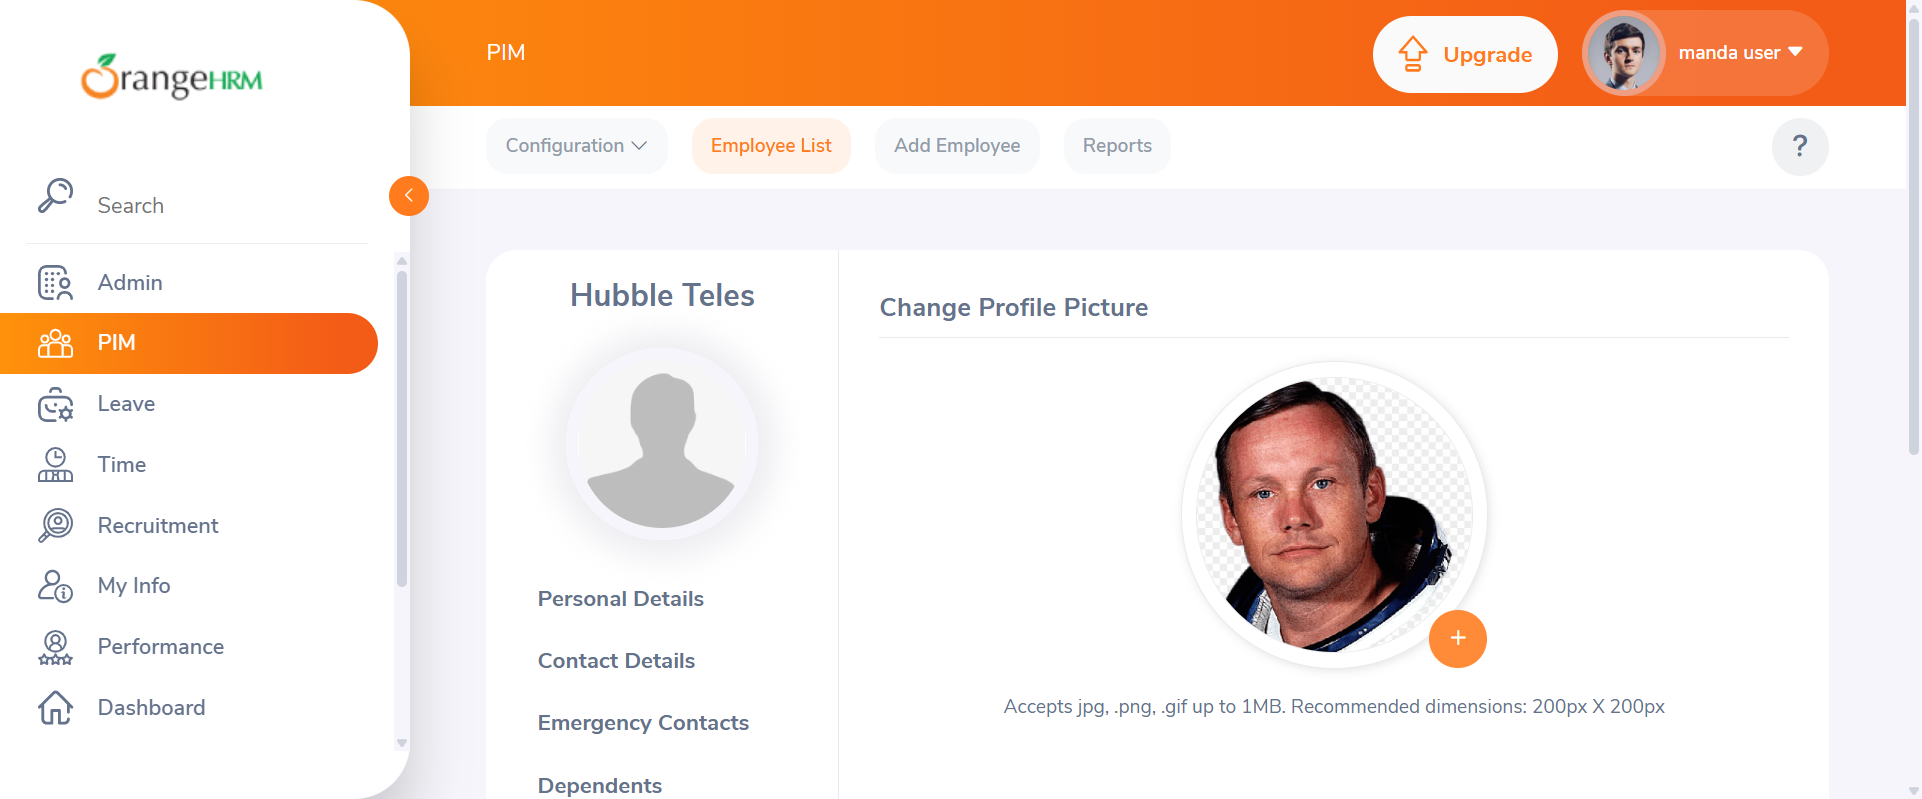 OrangeHRM
PIM
Upgrade
manda user
Configuration
Employee List
Add Employee
Reports
?
Search
Admin
PIM
Leave
Time
Recruitment
My Info
Performance
Dashboard
Hubble Teles
Personal Details
Contact Details
Emergency Contacts
Dependents
Change Profile Picture
Accepts jpg, .png, .gif up to 1MB. Recommended dimensions: 200px X 200px